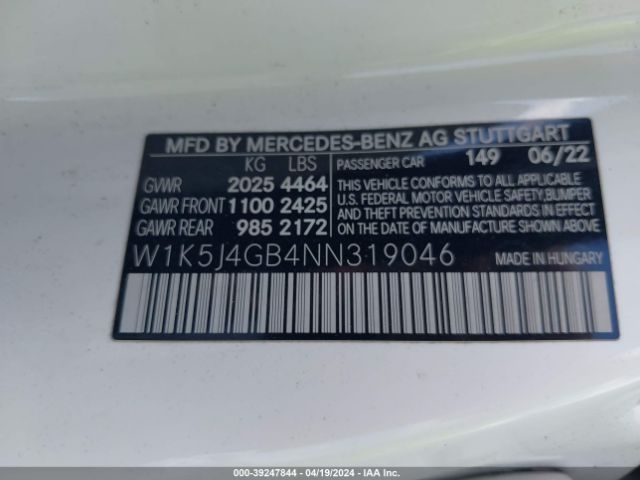 MFD BY MERCEDES-BENZ AG STUTTGART
KG LBS
GVWR 2025 4464
GAWR FRONT 1100 2425
GAWR REAR 985 2172
PASSENGER CAR 149 06/22
THIS VEHICLE CONFORMS TO ALL APPLICABLE
U.S. FEDERAL MOTOR VEHICLE SAFETY, BUMPER
AND THEFT PREVENTION STANDARDS IN EFFECT
ON THE DATE OF MANUFACTURE SHOWN ABOVE
W1K5J4GB4NN319046 MADE IN HUNGARY
000-39247844 - 04/19/2024 - IAA Inc.